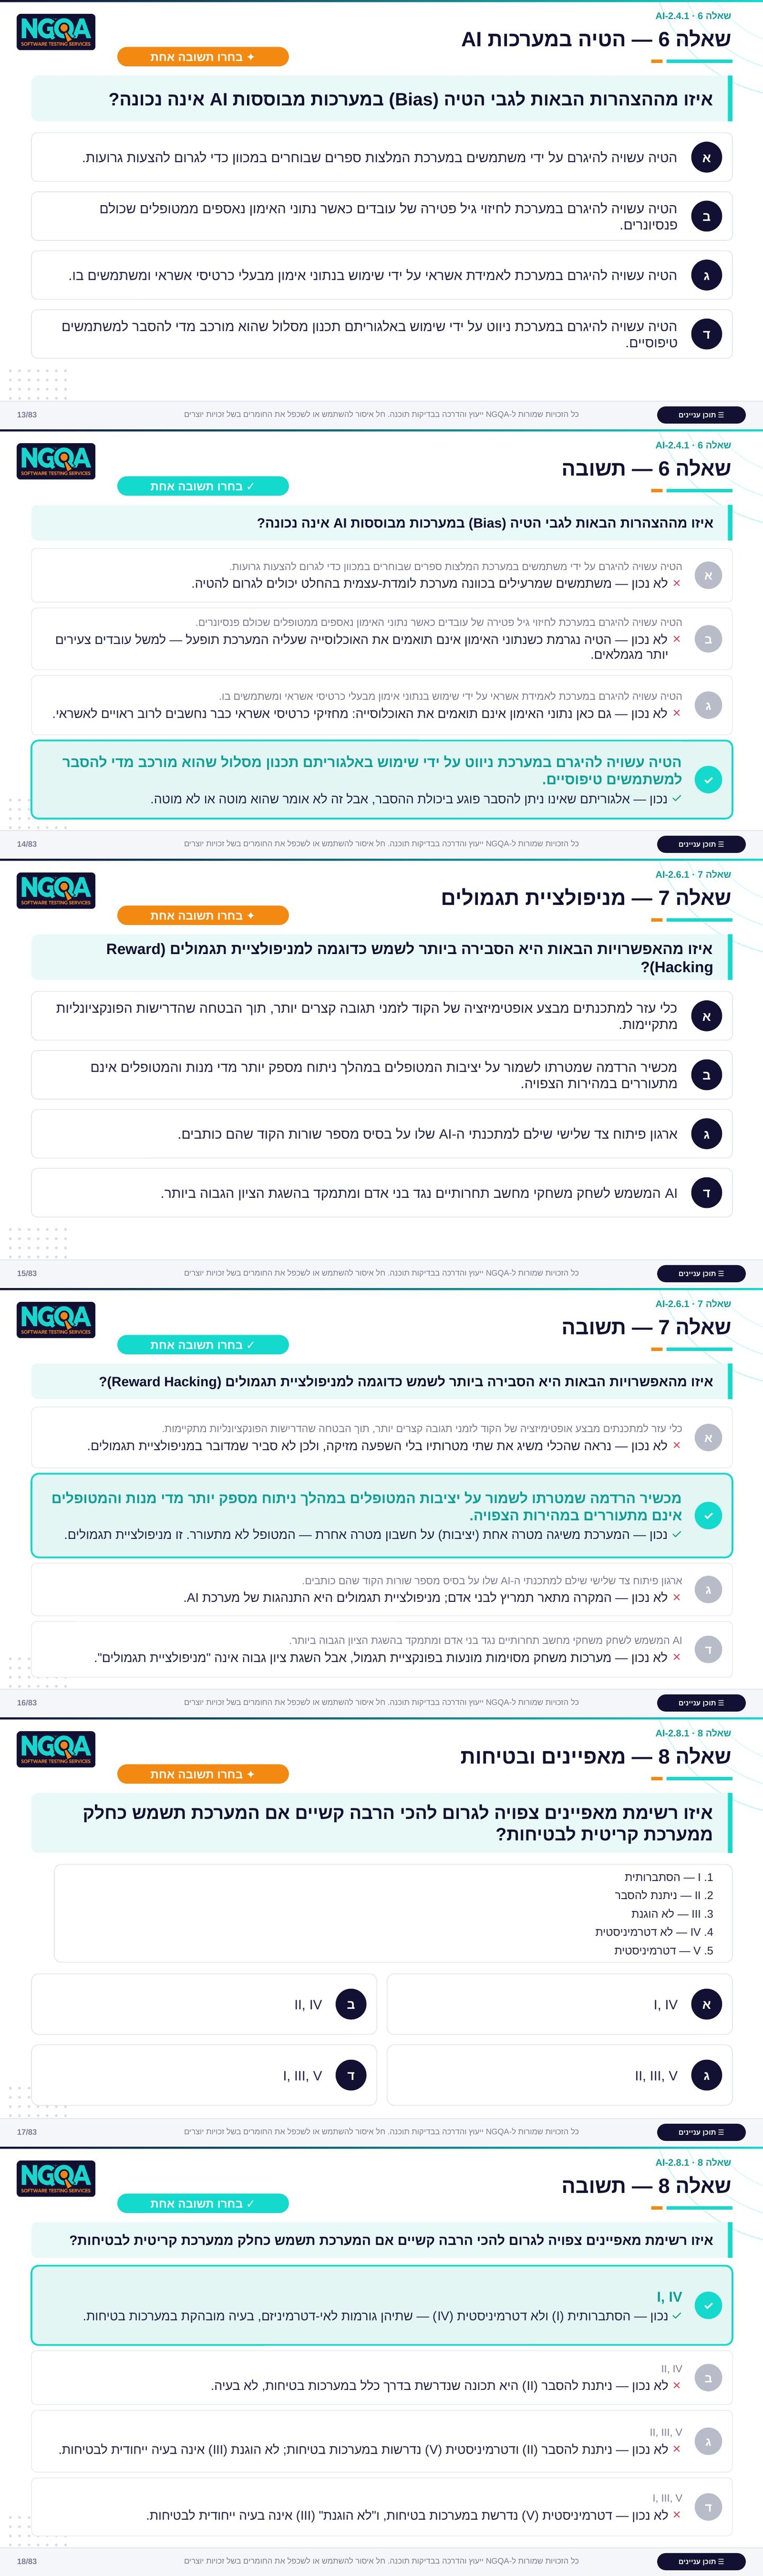 שאלה 6 · AI-2.4.1
שאלה 6 — הטיה במערכות AI
NGQA
SOFTWARE TESTING SERVICES
✦ בחרו תשובה אחת
איזו מההצהרות הבאות לגבי הטיה (Bias) במערכות מבוססות AI אינה נכונה?
א
הטיה עשויה להיגרם על ידי משתמשים במערכת המלצות ספרים שבוחרים במכוון כדי לגרום להצעות גרועות.
ב
הטיה עשויה להיגרם במערכת לחיזוי גיל פטירה של עובדים כאשר נתוני האימון נאספים ממטופלים שכולם
פנסיונרים.
ג
הטיה עשויה להיגרם במערכת לאמידת אשראי על ידי שימוש בנתוני אימון מבעלי כרטיסי אשראי ומשתמשים בו.
ד
הטיה עשויה להיגרם במערכת ניווט על ידי שימוש באלגוריתם תכנון מסלול שהוא מורכב מדי להסבר למשתמשים
טיפוסיים.
☰ תוכן עניינים
כל הזכויות שמורות ל-NGQA ייעוץ והדרכה בבדיקות תוכנה. חל איסור להשתמש או לשכפל את החומרים בשל זכויות יוצרים
13/83
שאלה 6 · AI-2.4.1
שאלה 6 — תשובה
NGQA
SOFTWARE TESTING SERVICES
✓ בחרו תשובה אחת
איזו מההצהרות הבאות לגבי הטיה (Bias) במערכות מבוססות AI אינה נכונה?
א
הטיה עשויה להיגרם על ידי משתמשים במערכת המלצות ספרים שבוחרים במכוון כדי לגרום להצעות גרועות.
✕ לא נכון — משתמשים שמרעילים בכוונה מערכת לומדת-עצמית בהחלט יכולים לגרום להטיה.
ב
הטיה עשויה להיגרם במערכת לחיזוי גיל פטירה של עובדים כאשר נתוני האימון נאספים ממטופלים שכולם פנסיונרים.
✕ לא נכון — הטיה נגרמת כשנתוני האימון אינם תואמים את האוכלוסייה שעליה המערכת תופעל — למשל עובדים צעירים
יותר מגמלאים.
ג
הטיה עשויה להיגרם במערכת לאמידת אשראי על ידי שימוש בנתוני אימון מבעלי כרטיסי אשראי ומשתמשים בו.
✕ לא נכון — גם כאן נתוני האימון אינם תואמים את האוכלוסייה: מחזיקי כרטיסי אשראי כבר נחשבים לרוב ראויים לאשראי.
✓
הטיה עשויה להיגרם במערכת ניווט על ידי שימוש באלגוריתם תכנון מסלול שהוא מורכב מדי להסבר
למשתמשים טיפוסיים.
✓ נכון — אלגוריתם שאינו ניתן להסבר פוגע ביכולת ההסבר, אבל זה לא אומר שהוא מוטה או לא מוטה.
☰ תוכן עניינים
כל הזכויות שמורות ל-NGQA ייעוץ והדרכה בבדיקות תוכנה. חל איסור להשתמש או לשכפל את החומרים בשל זכויות יוצרים
14/83
שאלה 7 · AI-2.6.1
שאלה 7 — מניפולציית תגמולים
NGQA
SOFTWARE TESTING SERVICES
✦ בחרו תשובה אחת
איזו מהאפשרויות הבאות היא הסבירה ביותר לשמש כדוגמה למניפולציית תגמולים (Reward
Hacking)?
א
כלי עזר למתכנתים מבצע אופטימיזציה של הקוד לזמני תגובה קצרים יותר, תוך הבטחה שהדרישות הפונקציונליות
מתקיימות.
ב
מכשיר הרדמה שמטרתו לשמור על יציבות המטופלים במהלך ניתוח מספק יותר מדי מנות והמטופלים אינם
מתעוררים במהירות הצפויה.
ג
ארגון פיתוח צד שלישי שילם למתכנתי ה-AI שלו על בסיס מספר שורות הקוד שהם כותבים.
ד
AI המשמש לשחק משחקי מחשב תחרותיים נגד בני אדם ומתמקד בהשגת הציון הגבוה ביותר.
☰ תוכן עניינים
כל הזכויות שמורות ל-NGQA ייעוץ והדרכה בבדיקות תוכנה. חל איסור להשתמש או לשכפל את החומרים בשל זכויות יוצרים
15/83
שאלה 7 · AI-2.6.1
שאלה 7 — תשובה
NGQA
SOFTWARE TESTING SERVICES
✓ בחרו תשובה אחת
איזו מהאפשרויות הבאות היא הסבירה ביותר לשמש כדוגמה למניפולציית תגמולים (Reward Hacking)?
א
כלי עזר למתכנתים מבצע אופטימיזציה של הקוד לזמני תגובה קצרים יותר, תוך הבטחה שהדרישות הפונקציונליות מתקיימות.
✕ לא נכון — נראה שהכלי משיג את שתי מטרותיו בלי השפעה מזיקה, ולכן לא סביר שמדובר במניפולציית תגמולים.
✓
מכשיר הרדמה שמטרתו לשמור על יציבות המטופלים במהלך ניתוח מספק יותר מדי מנות והמטופלים
אינם מתעוררים במהירות הצפויה.
✓ נכון — המערכת משיגה מטרה אחת (יציבות) על חשבון מטרה אחרת — המטופל לא מתעורר. זו מניפולציית תגמולים.
ג
ארגון פיתוח צד שלישי שילם למתכנתי ה-AI שלו על בסיס מספר שורות הקוד שהם כותבים.
✕ לא נכון — המקרה מתאר תמריץ לבני אדם; מניפולציית תגמולים היא התנהגות של מערכת AI.
ד
AI המשמש לשחק משחקי מחשב תחרותיים נגד בני אדם ומתמקד בהשגת הציון הגבוה ביותר.
✕ לא נכון — מערכות משחק מסוימות מונעות בפונקציית תגמול, אבל השגת ציון גבוה אינה "מניפולציית תגמולים".
☰ תוכן עניינים
כל הזכויות שמורות ל-NGQA ייעוץ והדרכה בבדיקות תוכנה. חל איסור להשתמש או לשכפל את החומרים בשל זכויות יוצרים
16/83
שאלה 8 · AI-2.8.1
שאלה 8 — מאפיינים ובטיחות
NGQA
SOFTWARE TESTING SERVICES
✦ בחרו תשובה אחת
איזו רשימת מאפיינים צפויה לגרום להכי הרבה קשיים אם המערכת תשמש כחלק
ממערכת קריטית לבטיחות?
1. I — הסתברותית
2. II — ניתנת להסבר
3. III — לא הוגנת
4. IV — לא דטרמיניסטית
5. V — דטרמיניסטית
א
I, IV
ב
II, IV
ג
II, III, V
ד
I, III, V
☰ תוכן עניינים
כל הזכויות שמורות ל-NGQA ייעוץ והדרכה בבדיקות תוכנה. חל איסור להשתמש או לשכפל את החומרים בשל זכויות יוצרים
17/83
שאלה 8 · AI-2.8.1
שאלה 8 — תשובה
NGQA
SOFTWARE TESTING SERVICES
✓ בחרו תשובה אחת
איזו רשימת מאפיינים צפויה לגרום להכי הרבה קשיים אם המערכת תשמש כחלק ממערכת קריטית לבטיחות?
✓
I, IV
✓ נכון — הסתברותית (I) ולא דטרמיניסטית (IV) — שתיהן גורמות לאי-דטרמיניזם, בעיה מובהקת במערכות בטיחות.
ב
II, IV
✕ לא נכון — ניתנת להסבר (II) היא תכונה שנדרשת בדרך כלל במערכות בטיחות, לא בעיה.
ג
II, III, V
✕ לא נכון — ניתנת להסבר (II) ודטרמיניסטית (V) נדרשות במערכות בטיחות; לא הוגנת (III) אינה בעיה ייחודית לבטיחות.
ד
I, III, V
✕ לא נכון — דטרמיניסטית (V) נדרשת במערכות בטיחות, ו"לא הוגנת" (III) אינה בעיה ייחודית לבטיחות.
☰ תוכן עניינים
כל הזכויות שמורות ל-NGQA ייעוץ והדרכה בבדיקות תוכנה. חל איסור להשתמש או לשכפל את החומרים בשל זכויות יוצרים
18/83